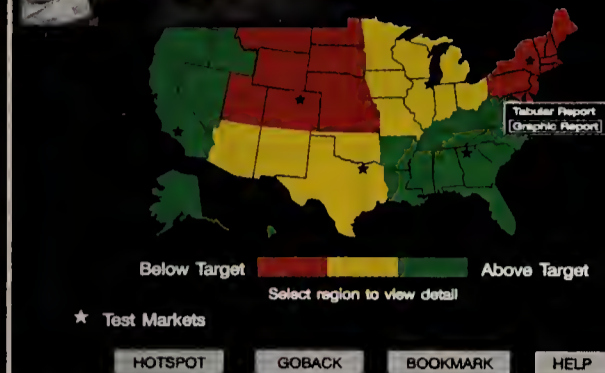 Tabular Report
Graphic Report
Below Target
Above Target
Select region to view detail
Test Markets
HOTSPOT
GOBACK
BOOKMARK
HELP